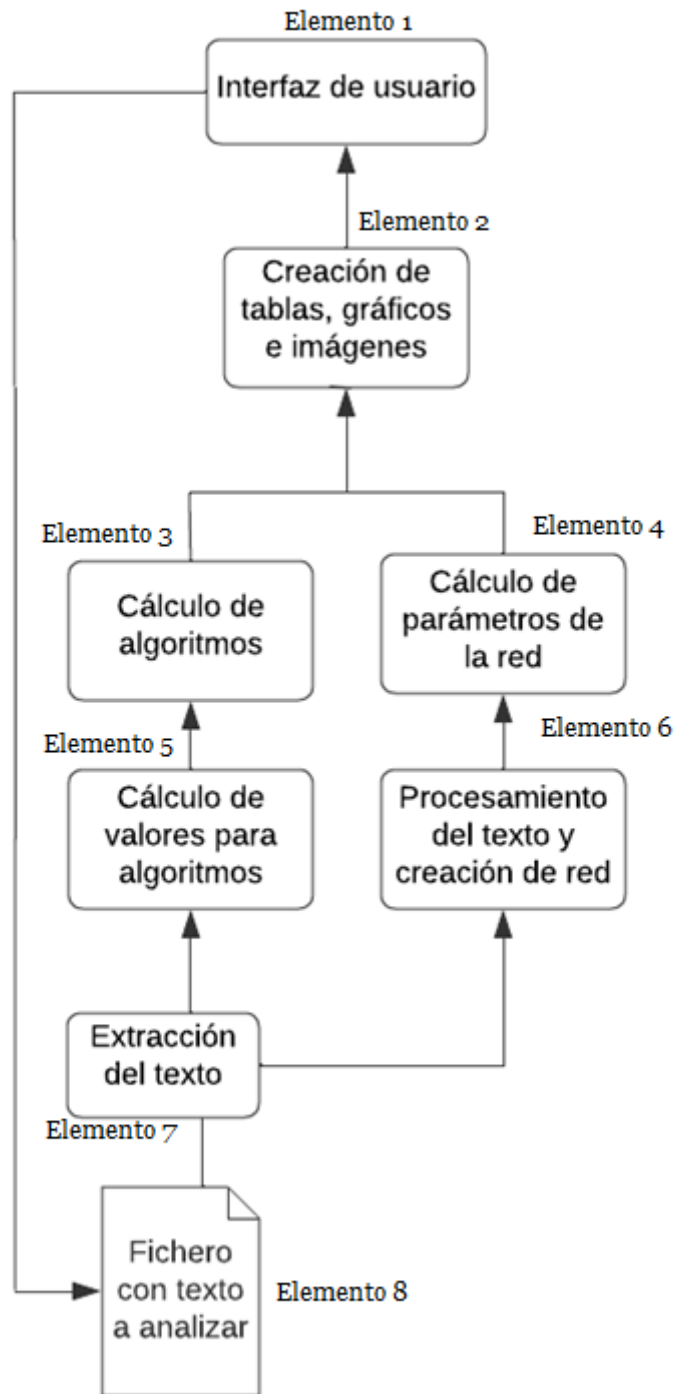 Elemento 1
Interfaz de usuario
Elemento 2
Creación de
tablas, gráficos
e imágenes
Elemento 3
Cálculo de
algoritmos
Elemento 4
Cálculo de
parámetros de
la red
Elemento 5
Cálculo de
valores para
algoritmos
Elemento 6
Procesamiento
del texto y
creación de red
Extracción
del texto
Elemento 7
Fichero
con texto
a analizar
Elemento 8